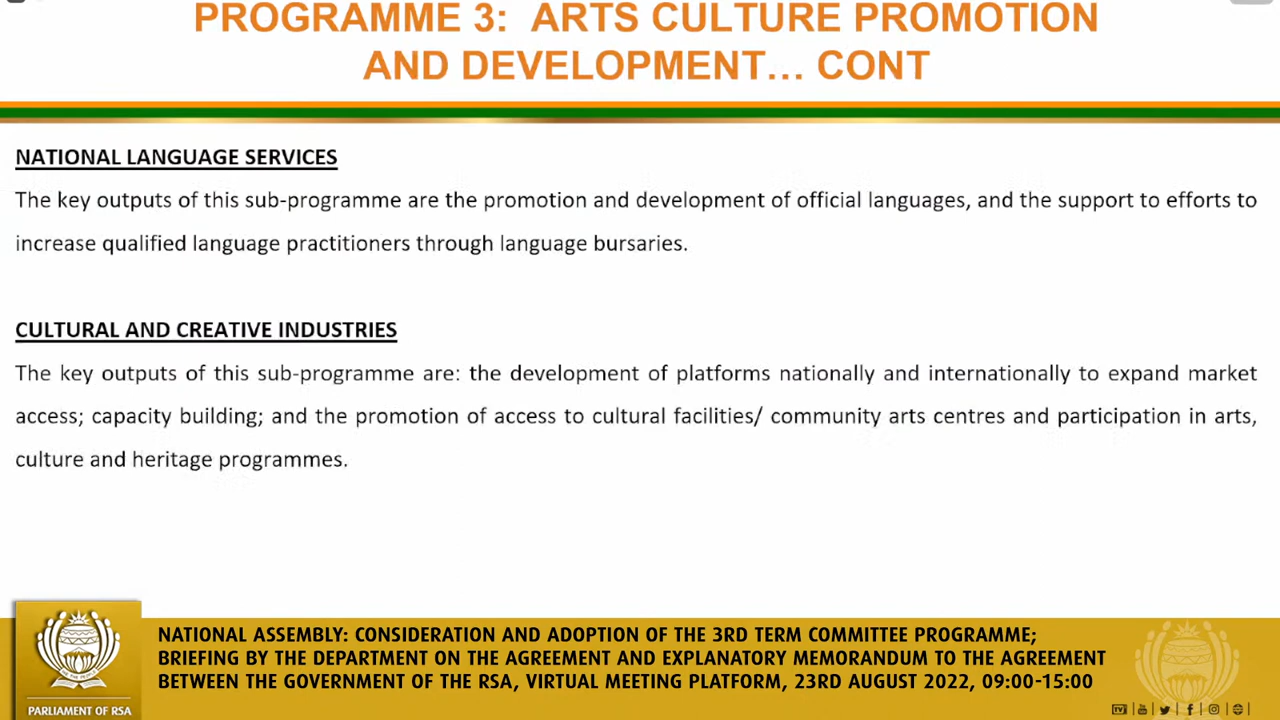 PROGRAMME 3: ARTS CULTURE PROMOTION
AND DEVELOPMENT... CONT
NATIONAL LANGUAGE SERVICES
The key outputs of this sub-programme are the promotion and development of official languages, and the support to efforts to
increase qualified language practitioners through language bursaries.
CULTURAL AND CREATIVE INDUSTRIES
The key outputs of this sub-programme are: the development of platforms nationally and internationally to expand market
access; capacity building; and the promotion of access to cultural facilities/ community arts centres and participation in arts,
culture and heritage programmes.
NATIONAL ASSEMBLY: CONSIDERATION AND ADOPTION OF THE 3RD TERM COMMITTEE PROGRAMME;
BRIEFING BY THE DEPARTMENT ON THE AGREEMENT AND EXPLANATORY MEMORANDUM TO THE AGREEMENT
BETWEEN THE GOVERNMENT OF THE RSA, VIRTUAL MEETING PLATFORM, 23RD AUGUST 2022, 09:00-15:00
PARLIAMENT OF RSA